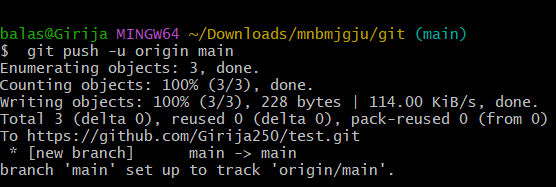 balas@Girija MINGW64 ~/Downloads/mnbmjgju/git (main)
$  git push -u origin main
Enumerating objects: 3, done.
Counting objects: 100% (3/3), done.
Writing objects: 100% (3/3), 228 bytes | 114.00 KiB/s, done.
Total 3 (delta 0), reused 0 (delta 0), pack-reused 0 (from 0)
To https://github.com/Girija250/test.git
 * [new branch]      main -> main
branch 'main' set up to track 'origin/main'.